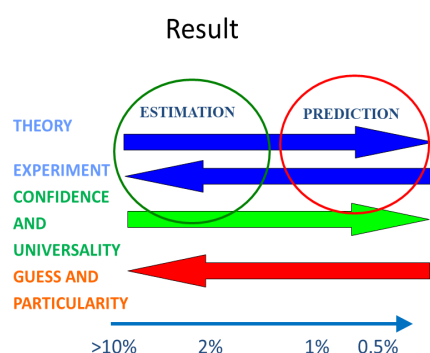 Result
ESTIMATION
PREDICTION
THEORY
EXPERIMENT
CONFIDENCE
AND
UNIVERSALITY
GUESS AND
PARTICULARITY
>10% 2% 1% 0.5%